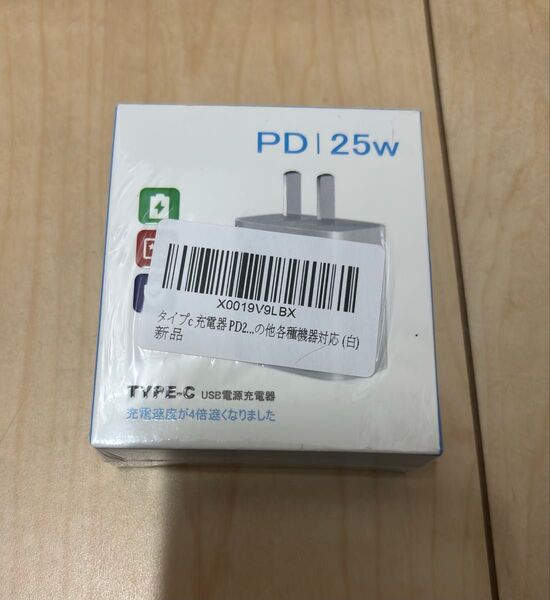 PD | 25w
X0019V9LBX
タイプc 充電器 PD2...の他各種機器対応 (白)
新品
TYPE-C USB電源充電器
充電速度が4倍速くなりました